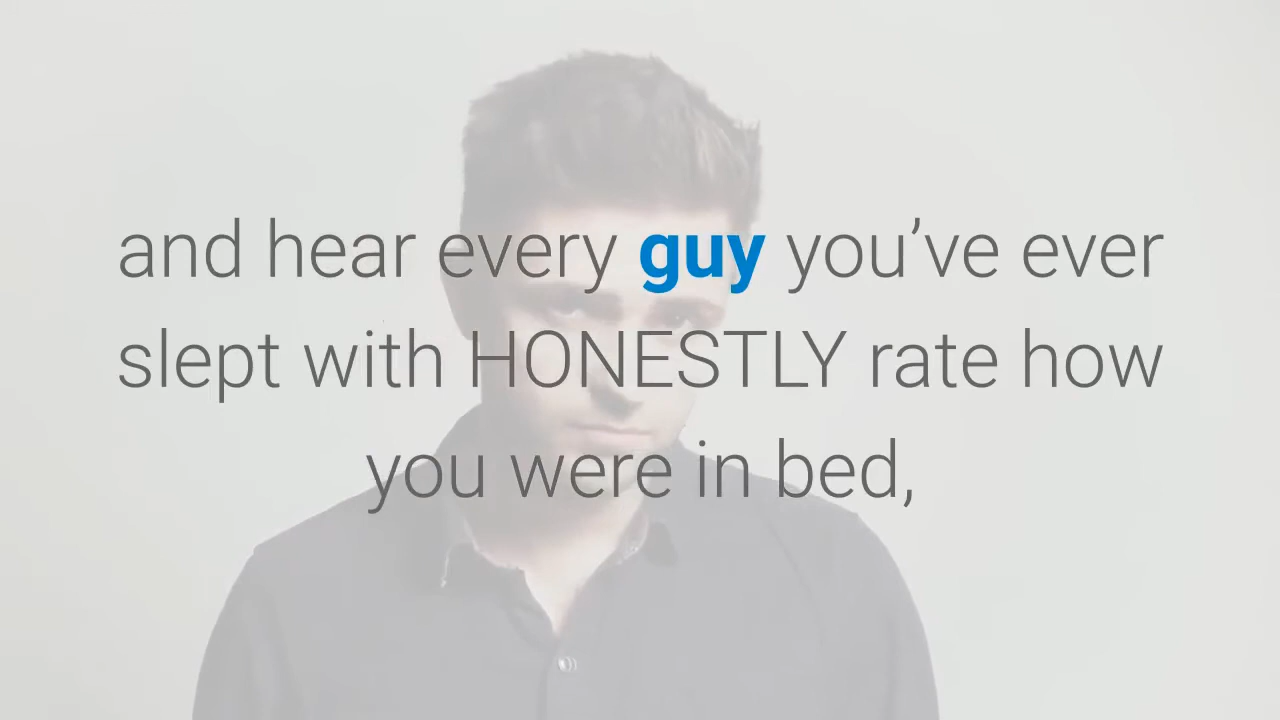 and hear every guy you’ve ever
slept with HONESTLY rate how
you were in bed,